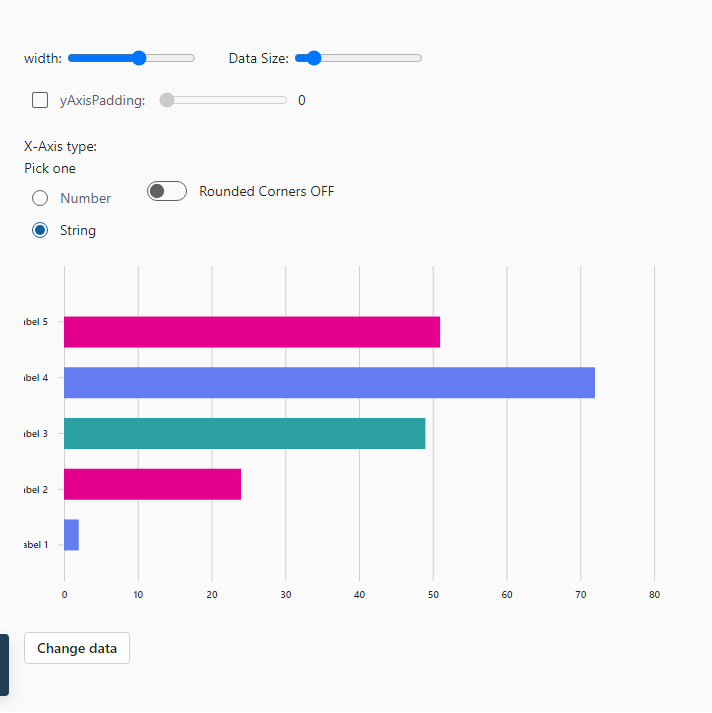 width: Data Size:
yAxisPadding: 0
X-Axis type:
Pick one
Number
Rounded Corners OFF
String
abel 5
abel 4
abel 3
abel 2
abel 1
0 10 20 30 40 50 60 70 80
Change data